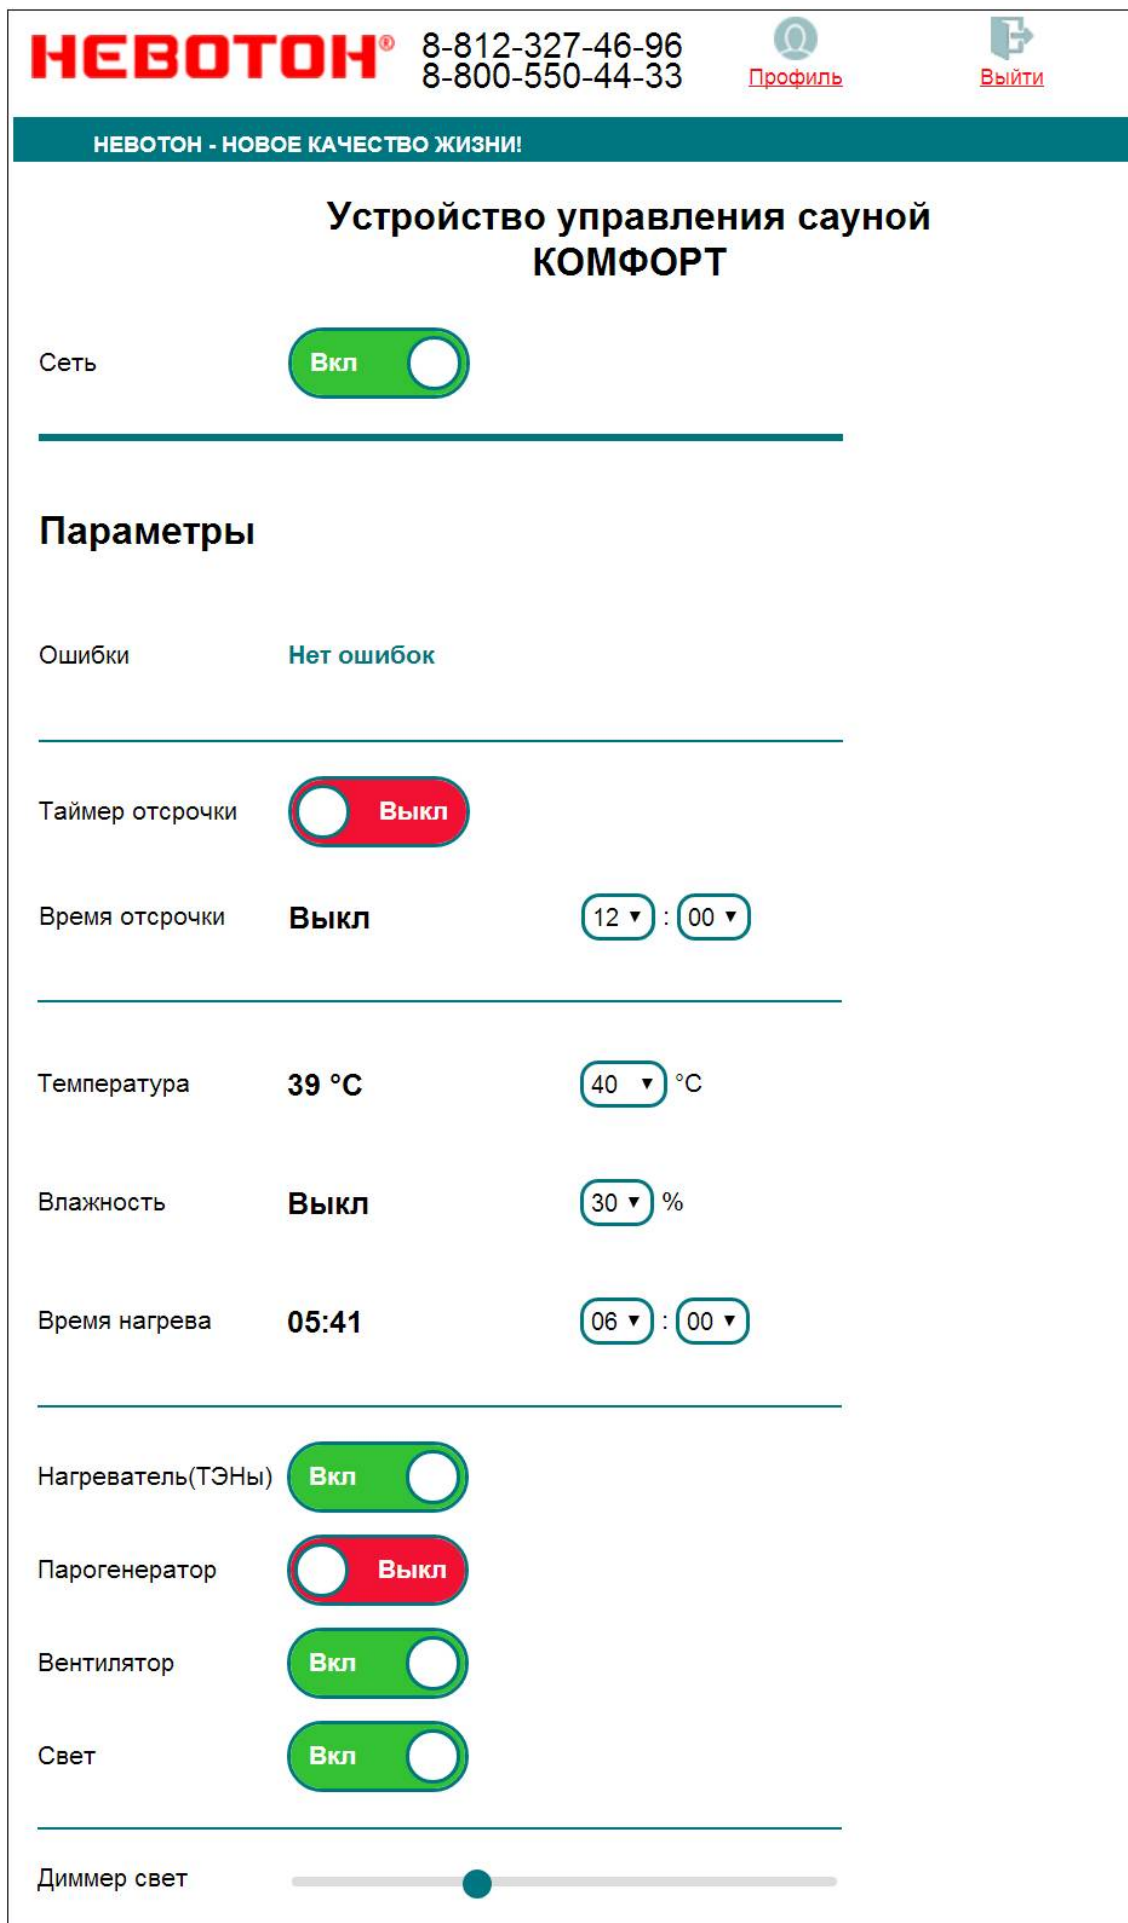 НЕВОТОН® 8-812-327-46-96
8-800-550-44-33
Профиль Выйти
НЕВОТОН - НОВОЕ КАЧЕСТВО ЖИЗНИ!
Устройство управления сауной
КОМФОРТ
Сеть Вкл
Параметры
Ошибки Нет ошибок
Таймер отсрочки Выкл
Время отсрочки Выкл 12 : 00
Температура 39 °C 40 °C
Влажность Выкл 30 %
Время нагрева 05:41 06 : 00
Нагреватель(ТЭНы) Вкл
Парогенератор Выкл
Вентилятор Вкл
Свет Вкл
Диммер свет